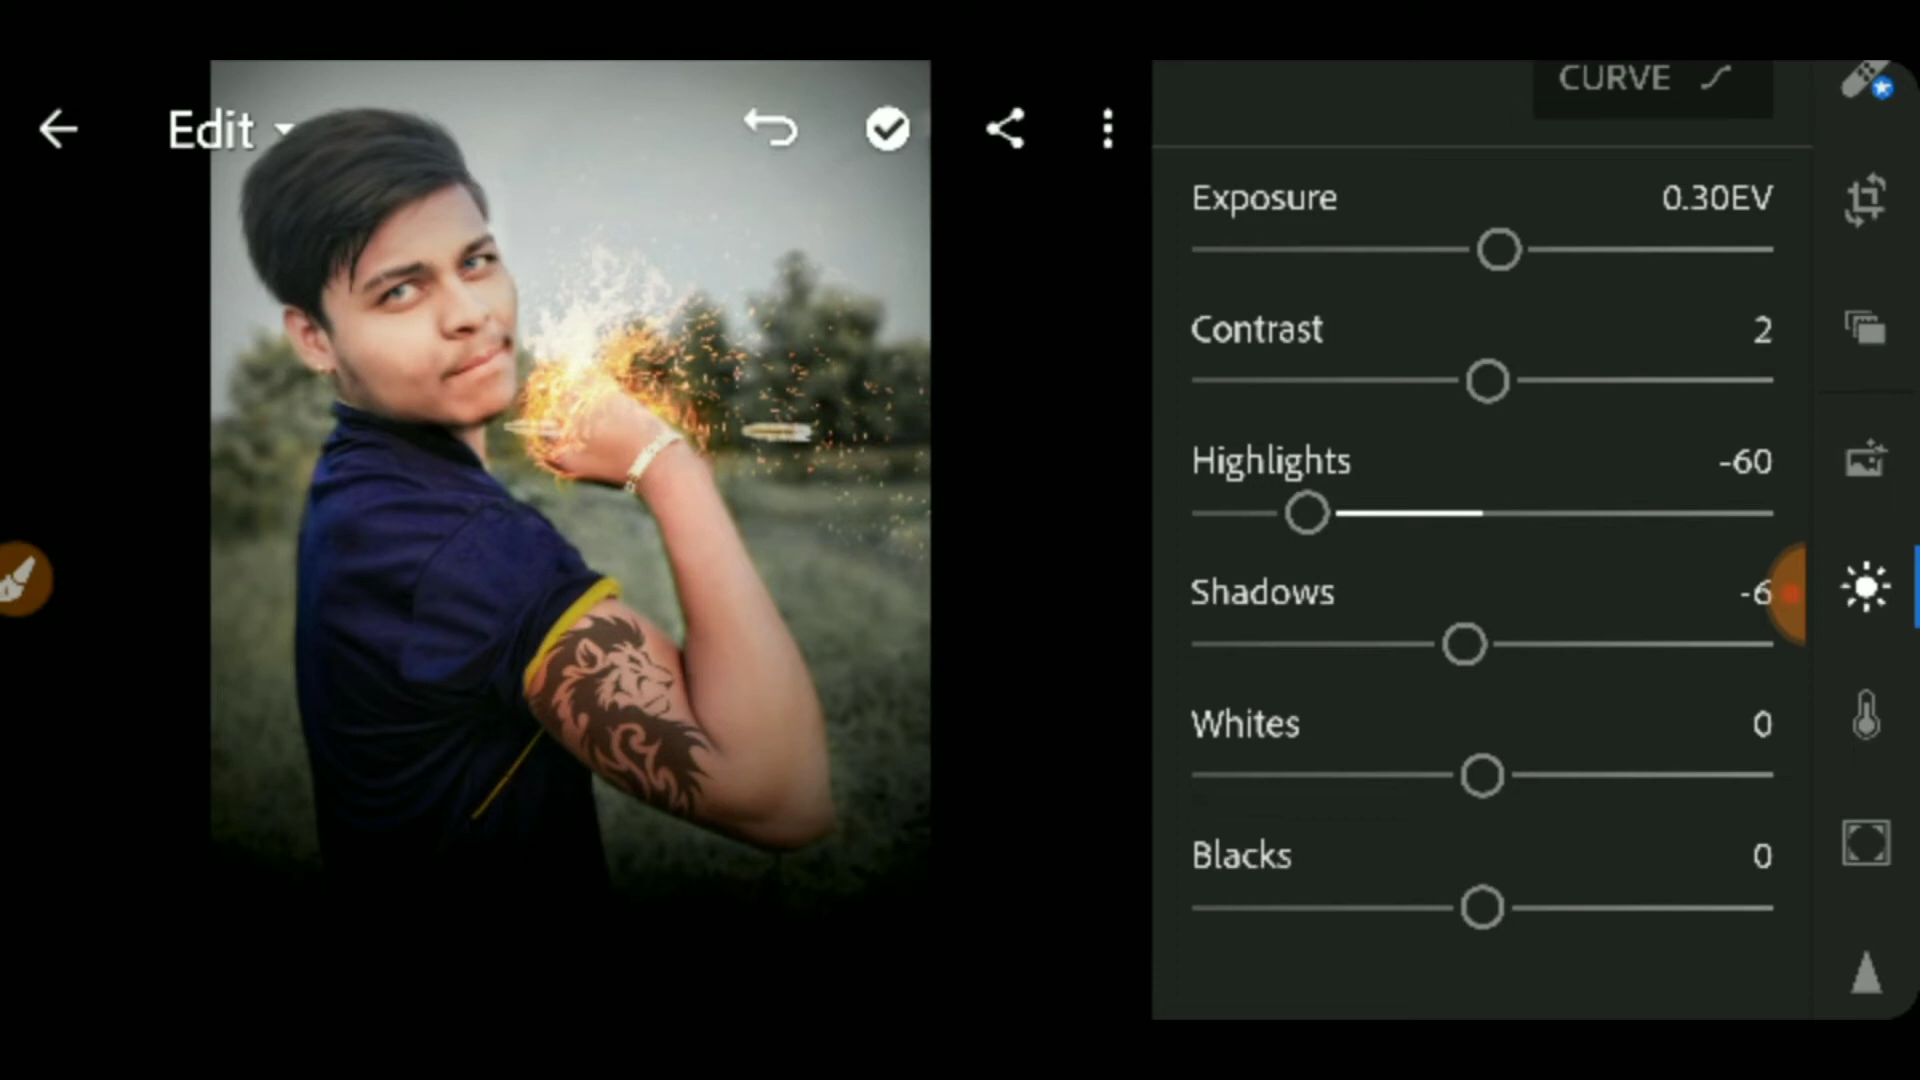 Edit
CURVE
Exposure 0.30EV
Contrast 2
Highlights -60
Shadows -6
Whites 0
Blacks 0